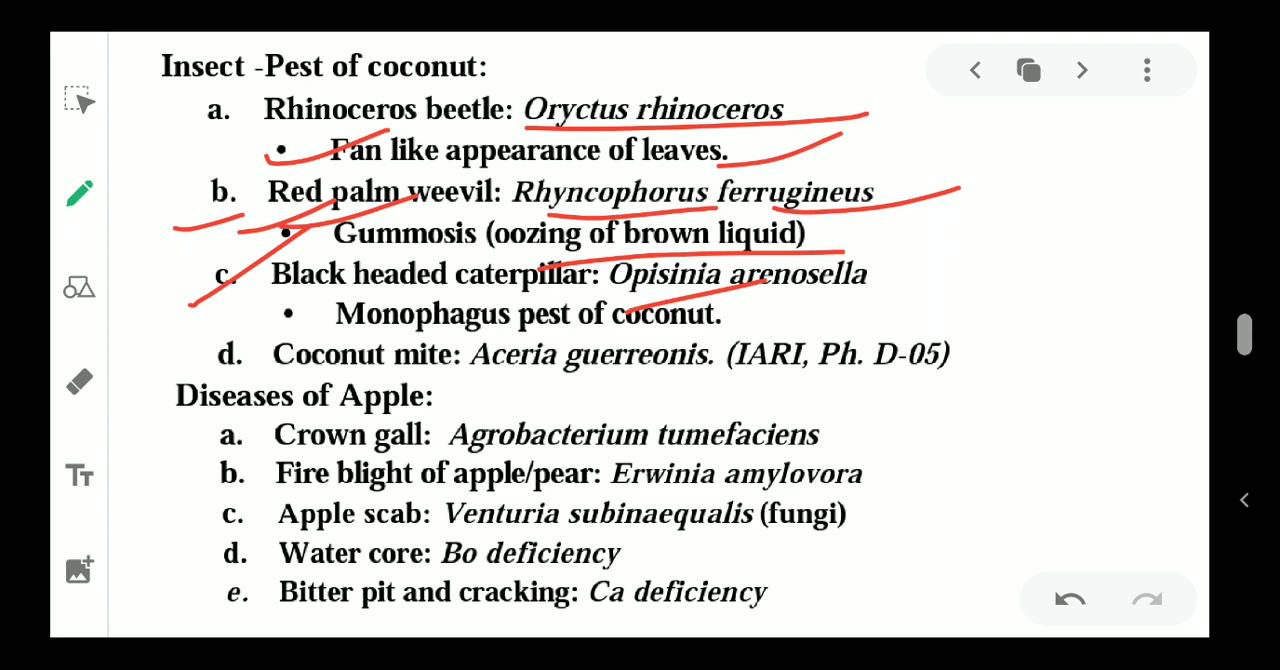 Insect -Pest of coconut:
a. Rhinoceros beetle: Oryctus rhinoceros
• Fan like appearance of leaves.
b. Red palm weevil: Rhyncophorus ferrugineus
• Gummosis (oozing of brown liquid)
c. Black headed caterpillar: Opisinia arenosella
• Monophagus pest of coconut.
d. Coconut mite: Aceria guerreonis. (IARI, Ph. D-05)
Diseases of Apple:
a. Crown gall: Agrobacterium tumefaciens
b. Fire blight of apple/pear: Erwinia amylovora
c. Apple scab: Venturia subinaequalis (fungi)
d. Water core: Bo deficiency
e. Bitter pit and cracking: Ca deficiency
Tт